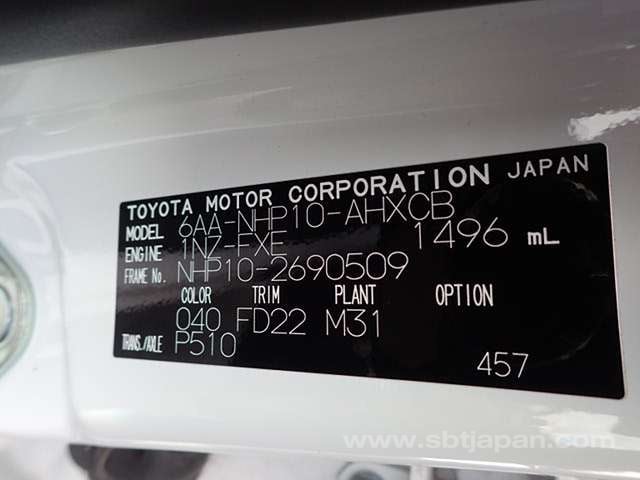 TOYOTA MOTOR CORPORATION JAPAN
MODEL 6AA-NHP10-AHXCB
ENGINE 1NZ-FXE 1496 mL
FRAME No. NHP10-2690509
COLOR TRIM PLANT OPTION
040 FD22 M31
TRANS./AXLE P510
457
www.sbtjapan.com